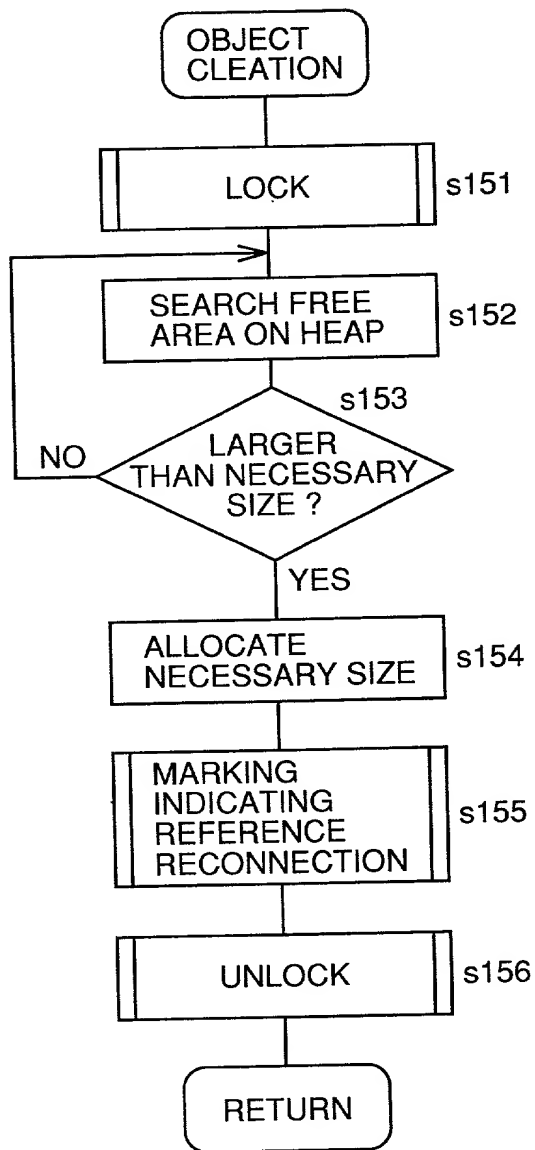 OBJECT
CLEATION
LOCK
s151
SEARCH FREE
AREA ON HEAP
s152
s153
LARGER
THAN NECESSARY
SIZE ?
NO
YES
ALLOCATE
NECESSARY SIZE
s154
MARKING
INDICATING
REFERENCE
RECONNECTION
s155
UNLOCK
s156
RETURN